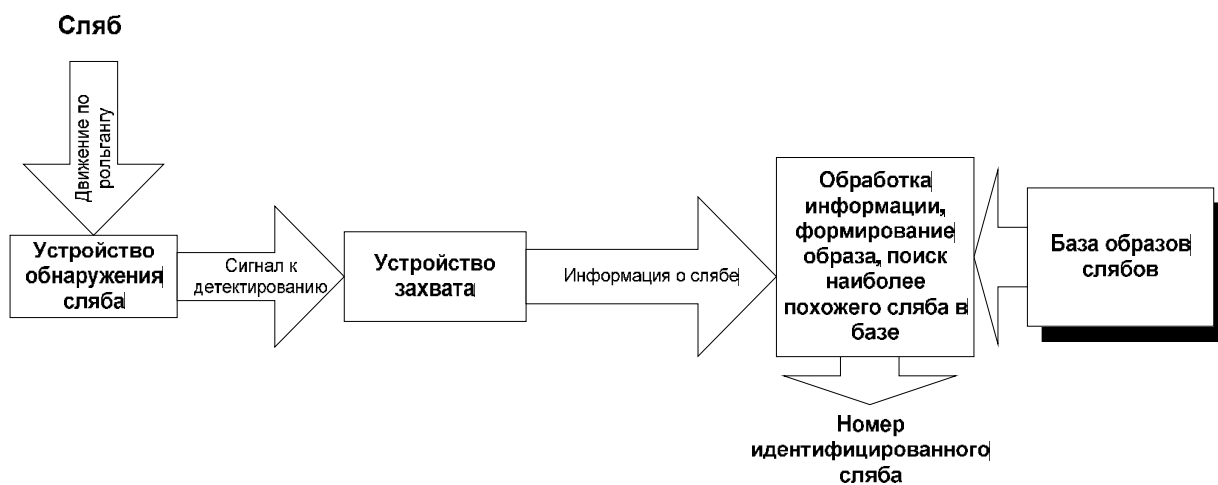 Сляб
Движение по
рольгангу
Устройство
обнаружения
сляба
Сигнал к
детектированию
Устройство
захвата
Информация о слябе
Обработка
информации,
формирование
образа, поиск
наиболее
похожего сляба в
базе
База образов
слябов
Номер
идентифицированного
сляба